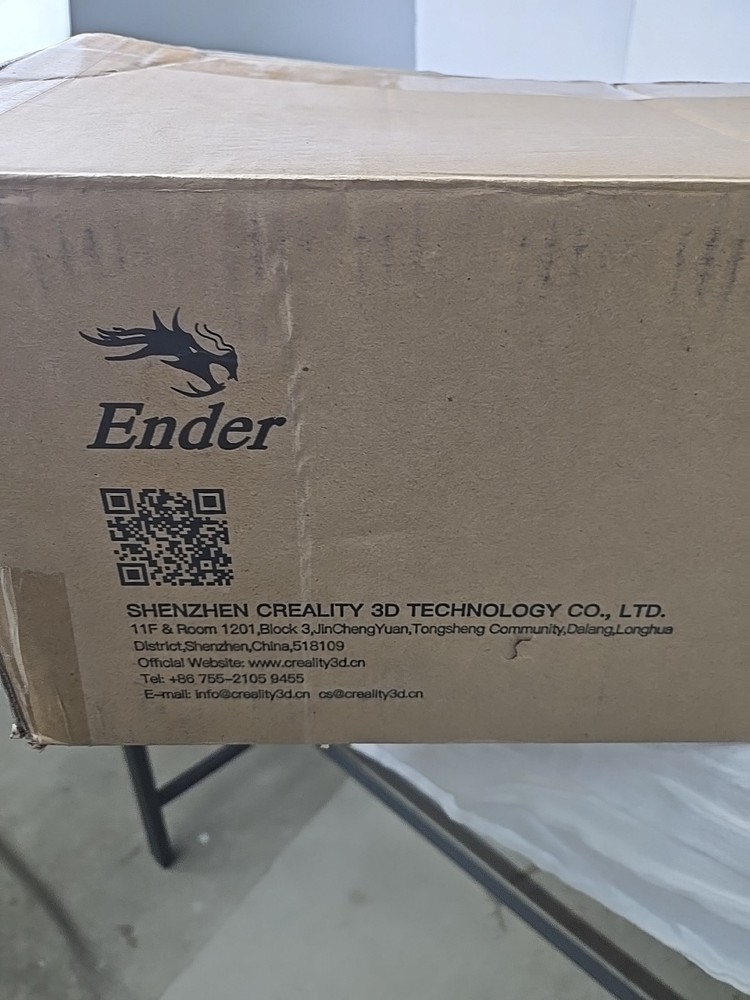 Ender
SHENZHEN CREALITY 3D TECHNOLOGY CO., LTD.
11F & Room 1201,Block 3,JinChengYuan,Tongsheng Community,Dalang,Longhua
District,Shenzhen,China,518109
Official Website: www.creality3d.cn
Tel: +86 755-2105 9455
E-mail: info@creality3d.cn cs@creality3d.cn